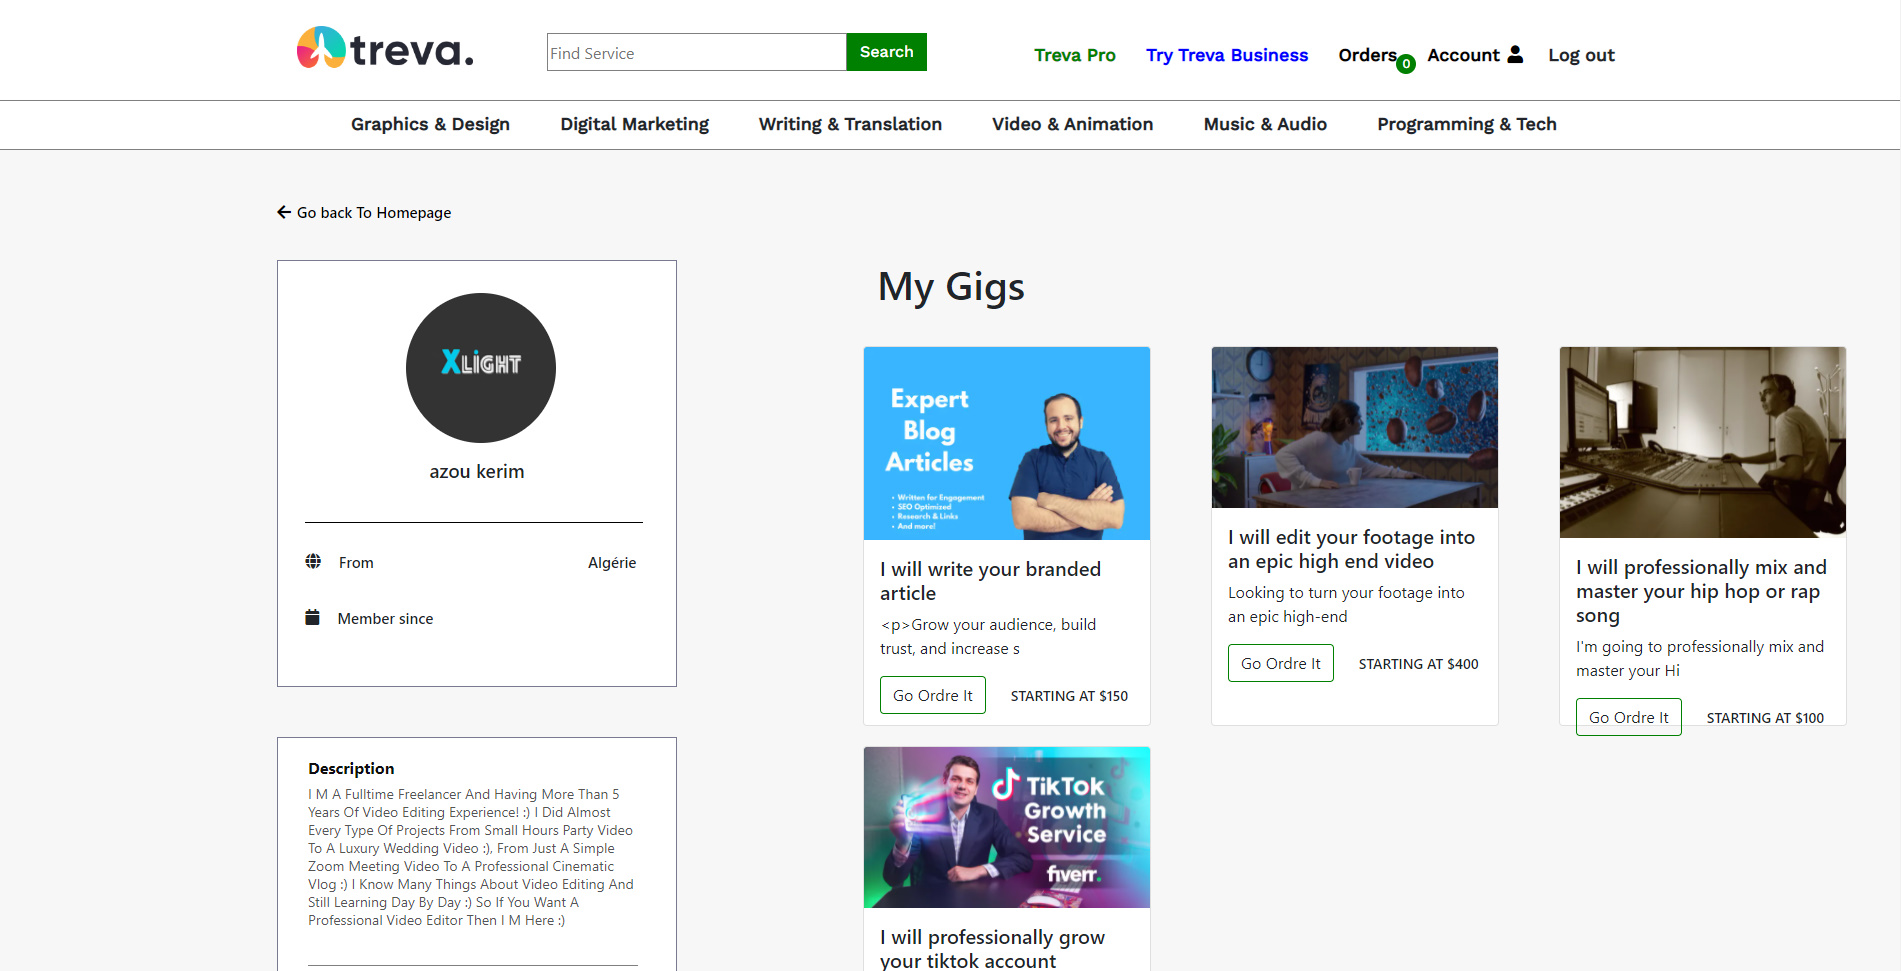 treva.
Find Service
Search
Treva Pro
Try Treva Business
Orders
0
Account
Log out
Graphics & Design
Digital Marketing
Writing & Translation
Video & Animation
Music & Audio
Programming & Tech
Go back To Homepage
XLIGHT
azou kerim
From
Algérie
Member since
Description
I M A Fulltime Freelancer And Having More Than 5
Years Of Video Editing Experience! :) I Did Almost
Every Type Of Projects From Small Hours Party Video
To A Luxury Wedding Video :), From Just A Simple
Zoom Meeting Video To A Professional Cinematic
Vlog :) I Know Many Things About Video Editing And
Still Learning Day By Day :) So If You Want A
Professional Video Editor Then I M Here :)
My Gigs
Expert
Blog
Articles
• Written for Engagement
• SEO Optimized
• Research & Links
• And more!
I will write your branded
article
<p>Grow your audience, build
trust, and increase s
Go Ordre It
STARTING AT $150
I will edit your footage into
an epic high end video
Looking to turn your footage into
an epic high-end
Go Ordre It
STARTING AT $400
I will professionally mix and
master your hip hop or rap
song
I'm going to professionally mix and
master your Hi
Go Ordre It
STARTING AT $100
TikTok
Growth
Service
fiverr.
I will professionally grow
your tiktok account